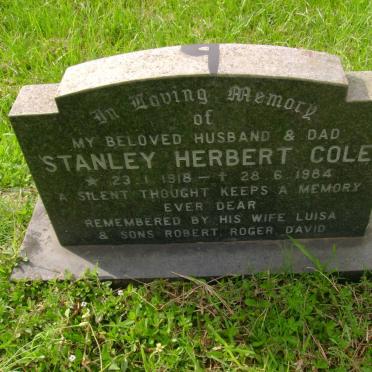 In Loving Memory
of
MY BELOVED HUSBAND & DAD
STANLEY HERBERT COLE
* 23.1.1918 — † 28.6.1984
A SILENT THOUGHT KEEPS A MEMORY
EVER DEAR
REMEMBERED BY HIS WIFE LUISA
& SONS ROBERT, ROGER, DAVID